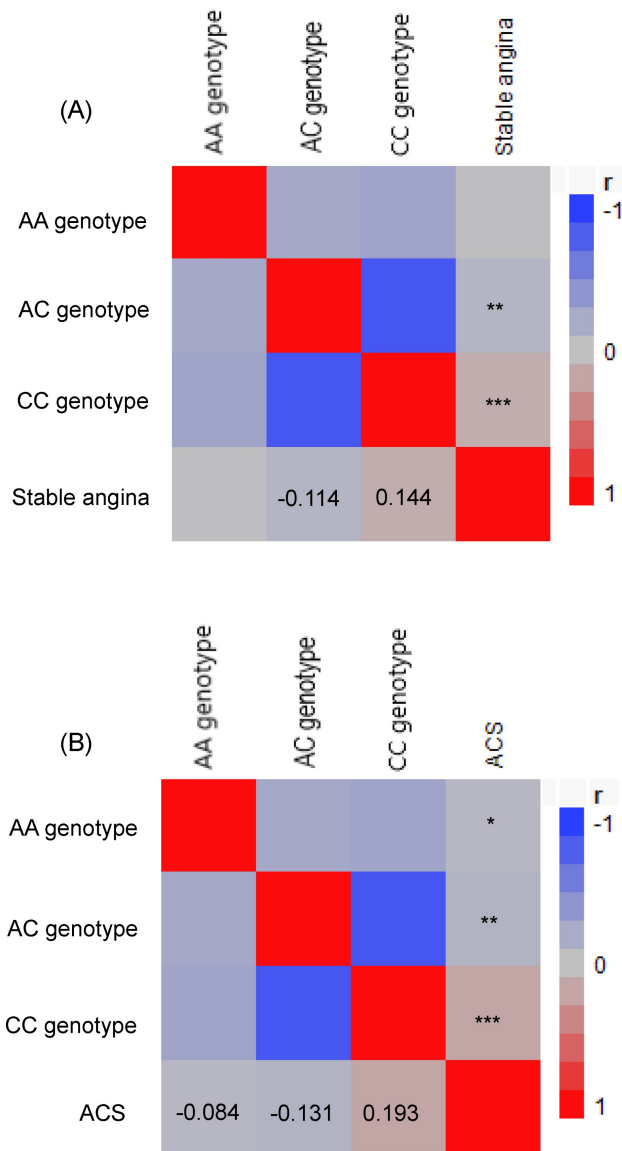 (A)
AA genotype
AC genotype
CC genotype
Stable angina
r
-1
0
1
AA genotype
AC genotype
**
CC genotype
***
Stable angina
-0.114
0.144
(B)
AA genotype
AC genotype
CC genotype
ACS
r
-1
0
1
AA genotype
*
AC genotype
**
CC genotype
***
ACS
-0.084
-0.131
0.193